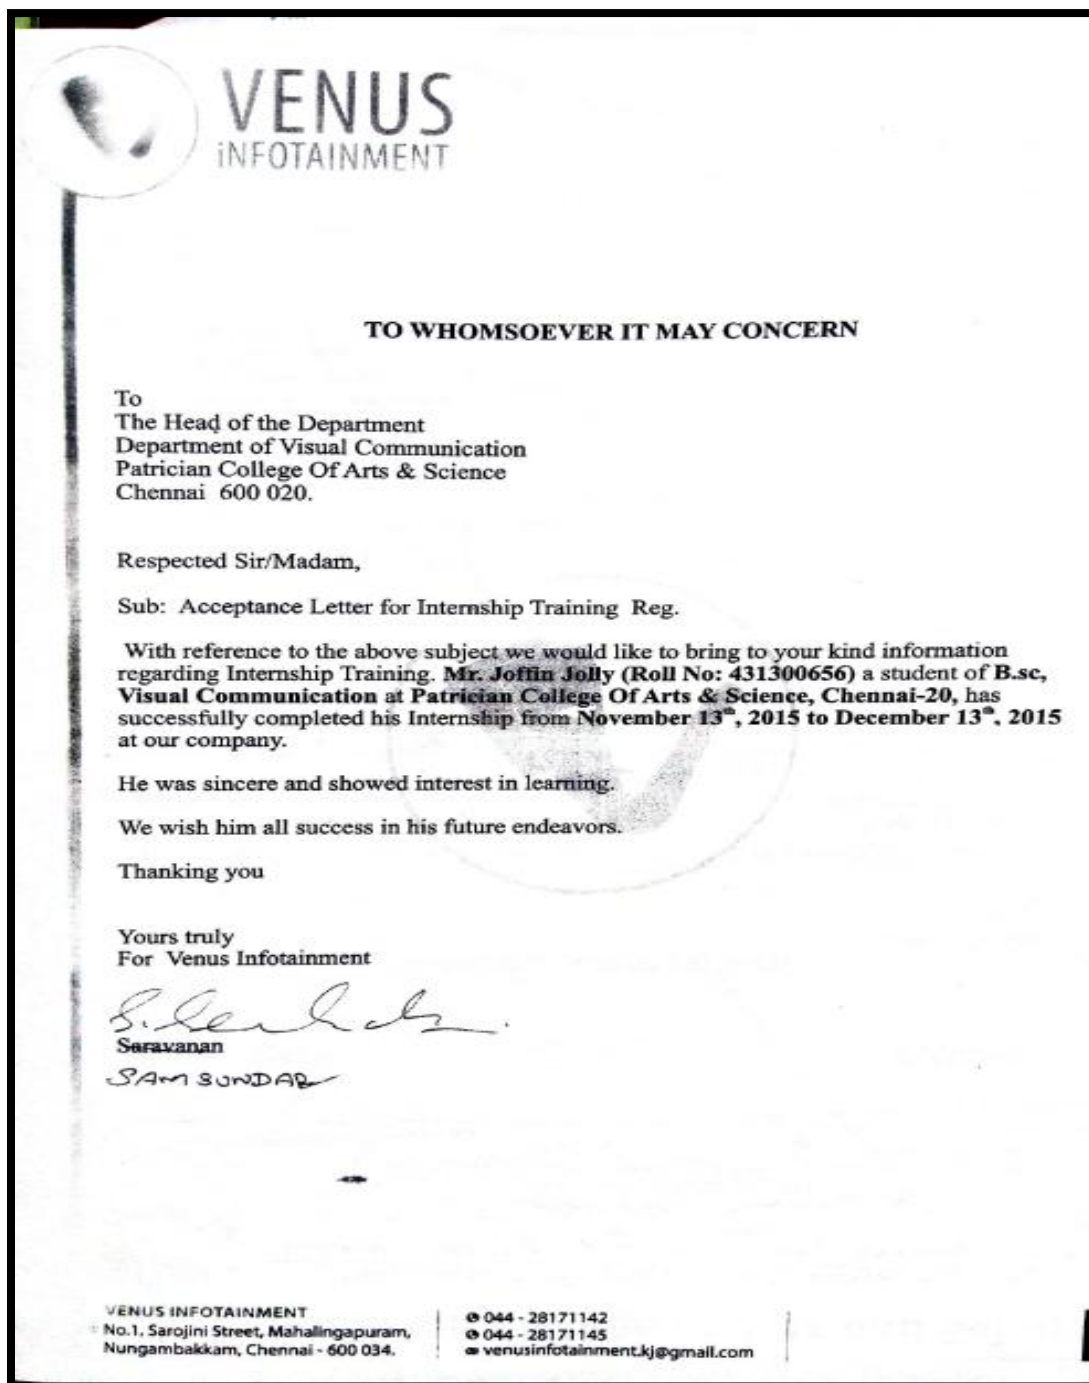 VENUS
iNFOTAINMENT
TO WHOMSOEVER IT MAY CONCERN
To
The Head of the Department
Department of Visual Communication
Patrician College Of Arts & Science
Chennai 600 020.
Respected Sir/Madam,
Sub: Acceptance Letter for Internship Training Reg.
With reference to the above subject we would like to bring to your kind information
regarding Internship Training. Mr. Joffin Jolly (Roll No: 431300656) a student of B.sc,
Visual Communication at Patrician College Of Arts & Science, Chennai-20, has
successfully completed his Internship from November 13th, 2015 to December 13th, 2015
at our company.
He was sincere and showed interest in learning.
We wish him all success in his future endeavors.
Thanking you
Yours truly
For Venus Infotainment
Saravanan
SAM SUNDAR
VENUS INFOTAINMENT
No.1, Sarojini Street, Mahalingapuram,
Nungambakkam, Chennai - 600 034.
044 - 28171142
044 - 28171145
venusinfotainment.kj@gmail.com